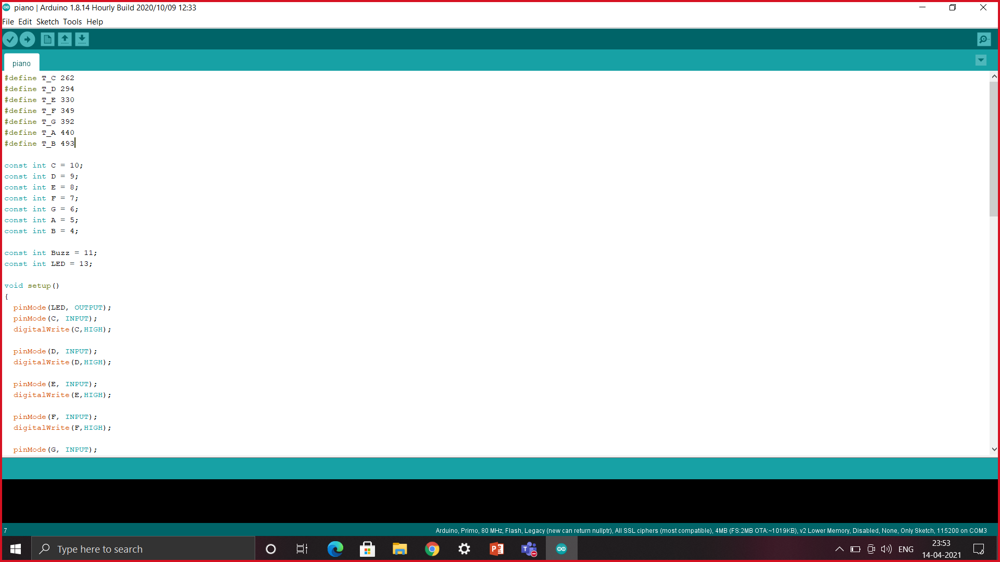 piano | Arduino 1.8.14 Hourly Build 2020/10/09 12:33
File Edit Sketch Tools Help
piano
#define T_C 262
#define T_D 294
#define T_E 330
#define T_F 349
#define T_G 392
#define T_A 440
#define T_B 493
const int C = 10;
const int D = 9;
const int E = 8;
const int F = 7;
const int G = 6;
const int A = 5;
const int B = 4;
const int Buzz = 11;
const int LED = 13;
void setup()
{
pinMode(LED, OUTPUT);
pinMode(C, INPUT);
digitalWrite(C,HIGH);
pinMode(D, INPUT);
digitalWrite(D,HIGH);
pinMode(E, INPUT);
digitalWrite(E,HIGH);
pinMode(F, INPUT);
digitalWrite(F,HIGH);
pinMode(G, INPUT);
7 Arduino, Primo, 80 MHz, Flash, Legacy (new can return nullptr), All SSL ciphers (most compatible), 4MB (FS:2MB OTA:~1019KB), v2 Lower Memory, Disabled, None, Only Sketch, 115200 on COM3
Type here to search
ENG
23:53
14-04-2021